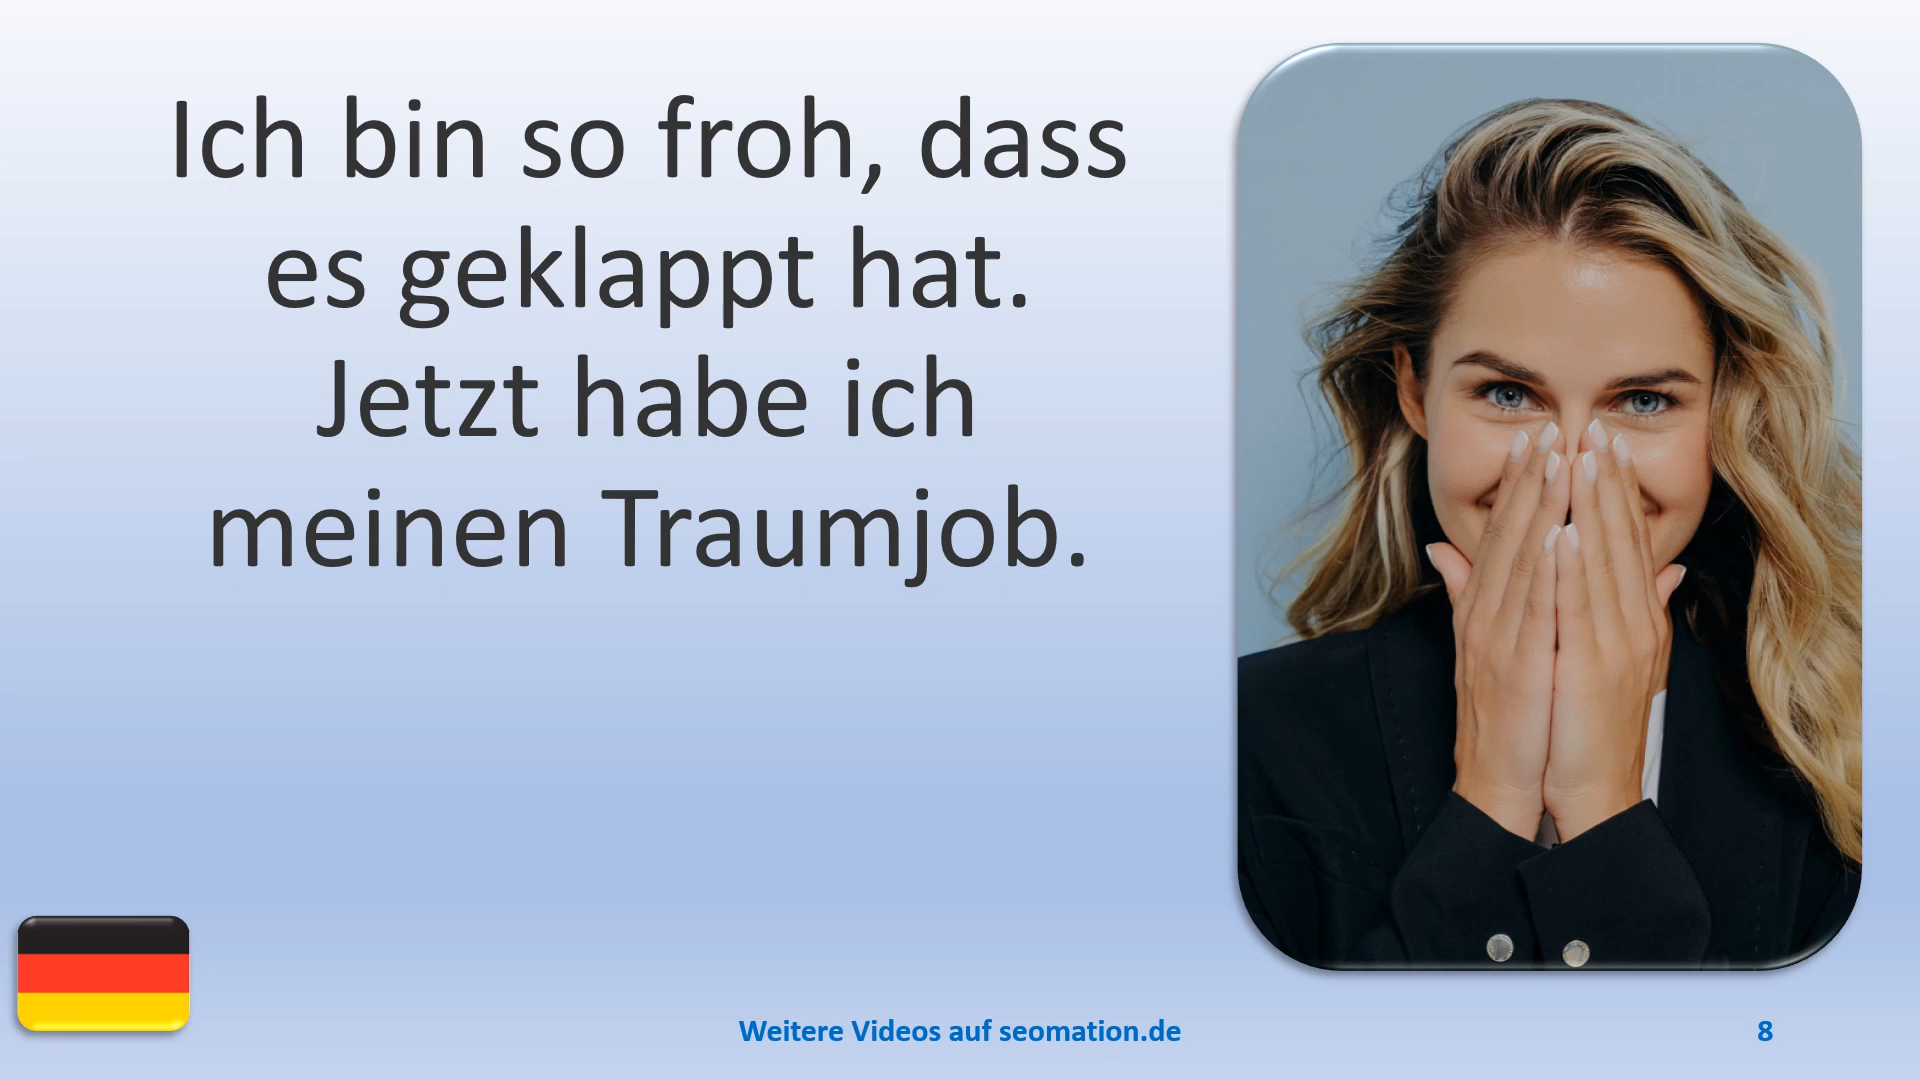 Ich bin so froh, dass
es geklappt hat.
Jetzt habe ich
meinen Traumjob.
Weitere Videos auf seomation.de
8